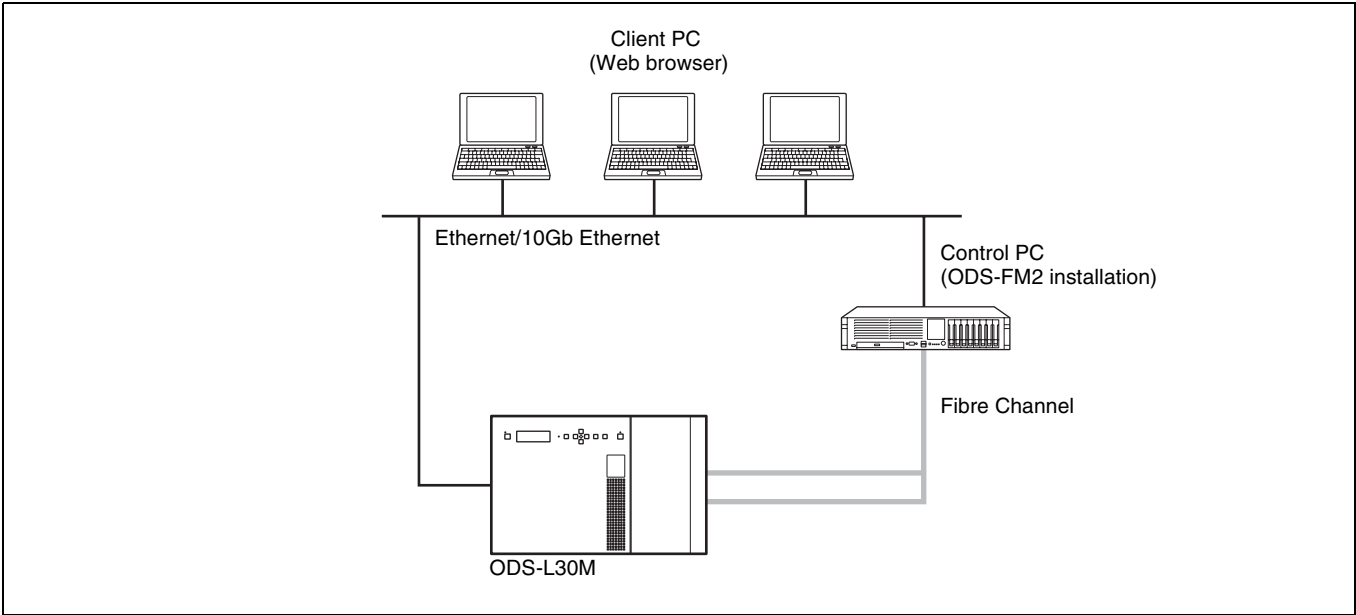 Client PC
(Web browser)
Ethernet/10Gb Ethernet
Control PC
(ODS-FM2 installation)
Fibre Channel
ODS-L30M